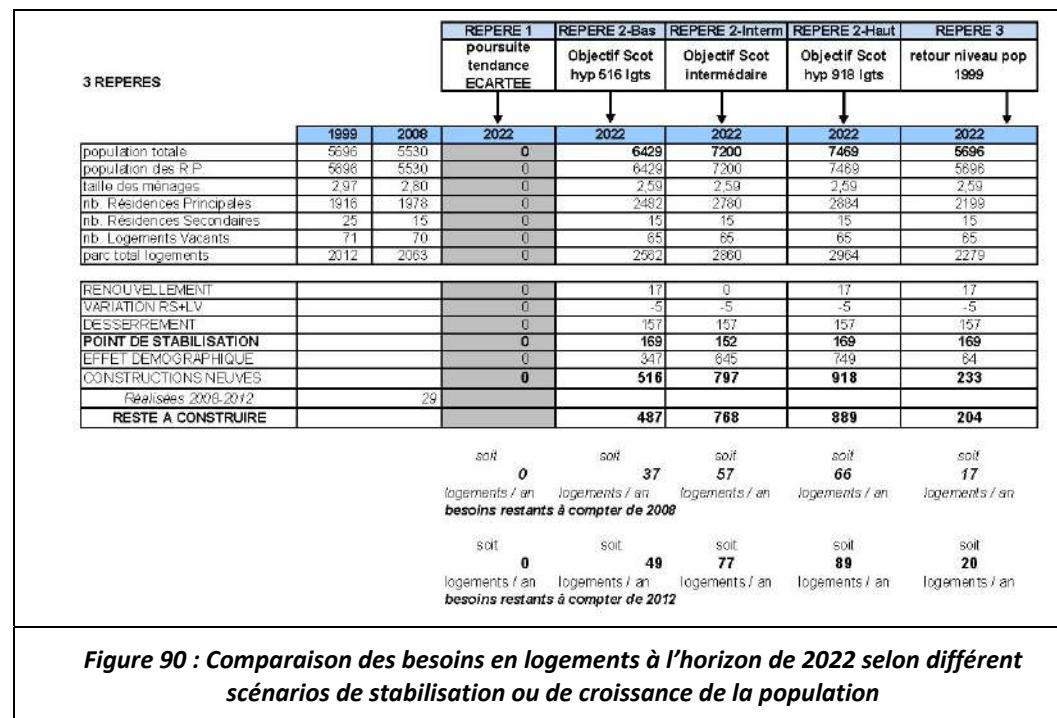 REPERE 1 REPERE 2-Bas REPERE 2-Interm REPERE 2-Haut REPERE 3
3 REPERES
poursuite tendance ECARTEE
Objectif Scot hyp 516 lgts
Objectif Scot intermédaire
Objectif Scot hyp 918 lgts
retour niveau pop 1999
1999 2008 2022 2022 2022 2022 2022
population totale 5696 5530 0 6429 7200 7469 5696
population des R.P. 5696 5530 0 6429 7200 7469 5696
taille des ménages 2,97 2,80 0 2,59 2,59 2,59 2,59
nb. Résidences Principales 1916 1978 0 2482 2780 2884 2199
nb. Résidences Secondaires 25 15 0 15 15 15 15
nb. Logements Vacants 71 70 0 65 65 65 65
parc total logements 2012 2063 0 2562 2860 2964 2279
RENOUVELLEMENT 0 17 0 17 17
VARIATION RS+LV 0 -5 -5 -5 -5
DESSERREMENT 0 157 157 157 157
POINT DE STABILISATION 0 169 152 169 169
EFFET DEMOGRAPHIQUE 0 347 645 749 64
CONSTRUCTIONS NEUVES 0 516 797 918 233
Réalisées 2008-2012 29
RESTE A CONSTRUIRE 487 768 889 204
soit soit soit soit soit
0 37 57 66 17
logements / an logements / an logements / an logements / an logements / an
besoins restants à compter de 2008
soit soit soit soit soit
0 49 77 89 20
logements / an logements / an logements / an logements / an logements / an
besoins restants à compter de 2012
Figure 90 : Comparaison des besoins en logements à l'horizon de 2022 selon différent
scénarios de stabilisation ou de croissance de la population